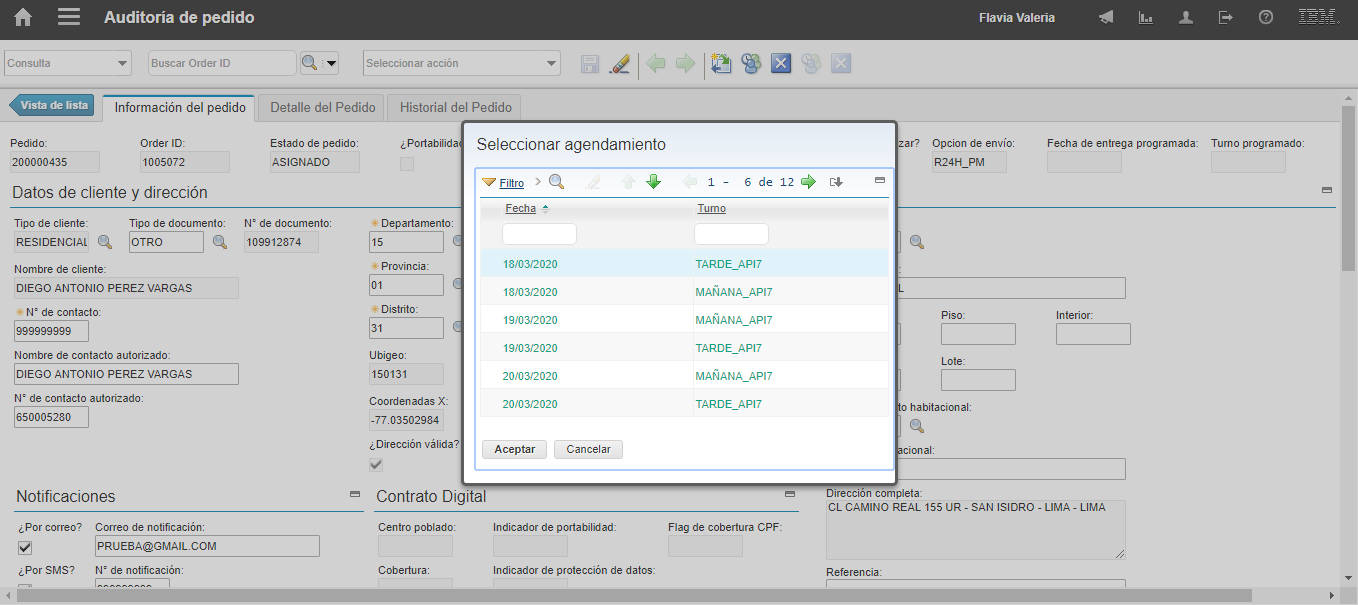 Auditoría de pedido
Flavia Valeria
IBM.
Consulta
Buscar Order ID
Seleccionar acción
Vista de lista
Información del pedido
Detalle del Pedido
Historial del Pedido
Pedido:
Order ID:
Estado de pedido:
¿Portabilidad
zar?
Opcion de envío:
Fecha de entrega programada:
Turno programado:
200000435
1005072
ASIGNADO
R24H_PM
Datos de cliente y dirección
Tipo de cliente:
Tipo de documento:
N° de documento:
Departamento:
RESIDENCIAL
OTRO
109912874
15
Nombre de cliente:
Provincia:
DIEGO ANTONIO PEREZ VARGAS
01
L
N° de contacto:
Distrito:
Piso:
Interior:
999999999
31
Nombre de contacto autorizado:
Ubigeo:
Lote:
DIEGO ANTONIO PEREZ VARGAS
150131
N° de contacto autorizado:
Coordenadas X:
to habitacional:
650005280
-77.03502984
¿Dirección válida?
acional:
Seleccionar agendamiento
Filtro
1 - 6 de 12
Fecha
Turno
18/03/2020 TARDE_API7
18/03/2020 MAÑANA_API7
19/03/2020 MAÑANA_API7
19/03/2020 TARDE_API7
20/03/2020 MAÑANA_API7
20/03/2020 TARDE_API7
Aceptar
Cancelar
Notificaciones
Contrato Digital
Dirección completa:
CL CAMINO REAL 155 UR - SAN ISIDRO - LIMA - LIMA
¿Por correo?
Correo de notificación:
Centro poblado:
Indicador de portabilidad:
Flag de cobertura CPF:
PRUEBA@GMAIL.COM
¿Por SMS?
N° de notificación:
Cobertura:
Indicador de protección de datos:
Referencia: